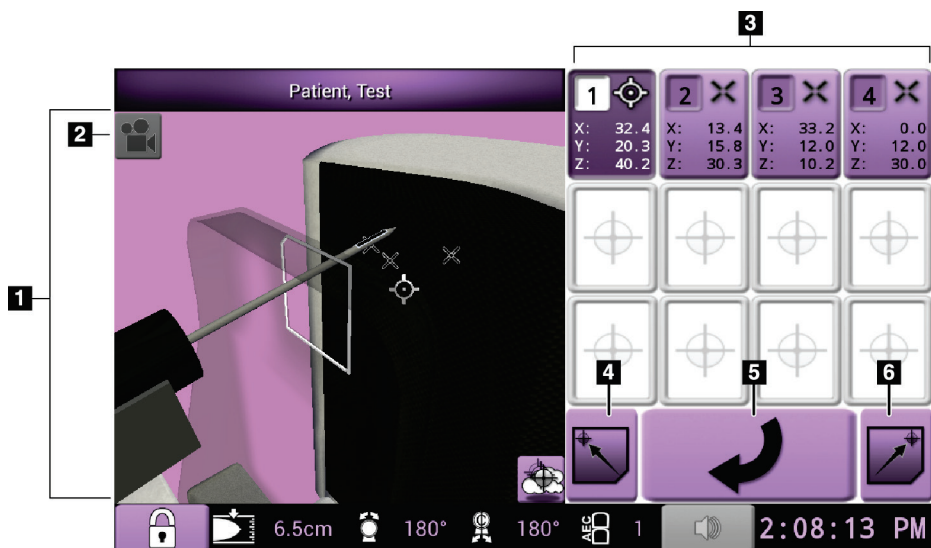 3
Patient, Test
1 2 3 4
X: 32.4 X: 13.4 X: 33.2 X: 0.0
Y: 20.3 Y: 15.8 Y: 12.0 Y: 12.0
Z: 40.2 Z: 30.3 Z: 10.2 Z: 30.0
2
1
4 5 6
6.5cm 180° C 180° AEC 1 2:08:13 PM